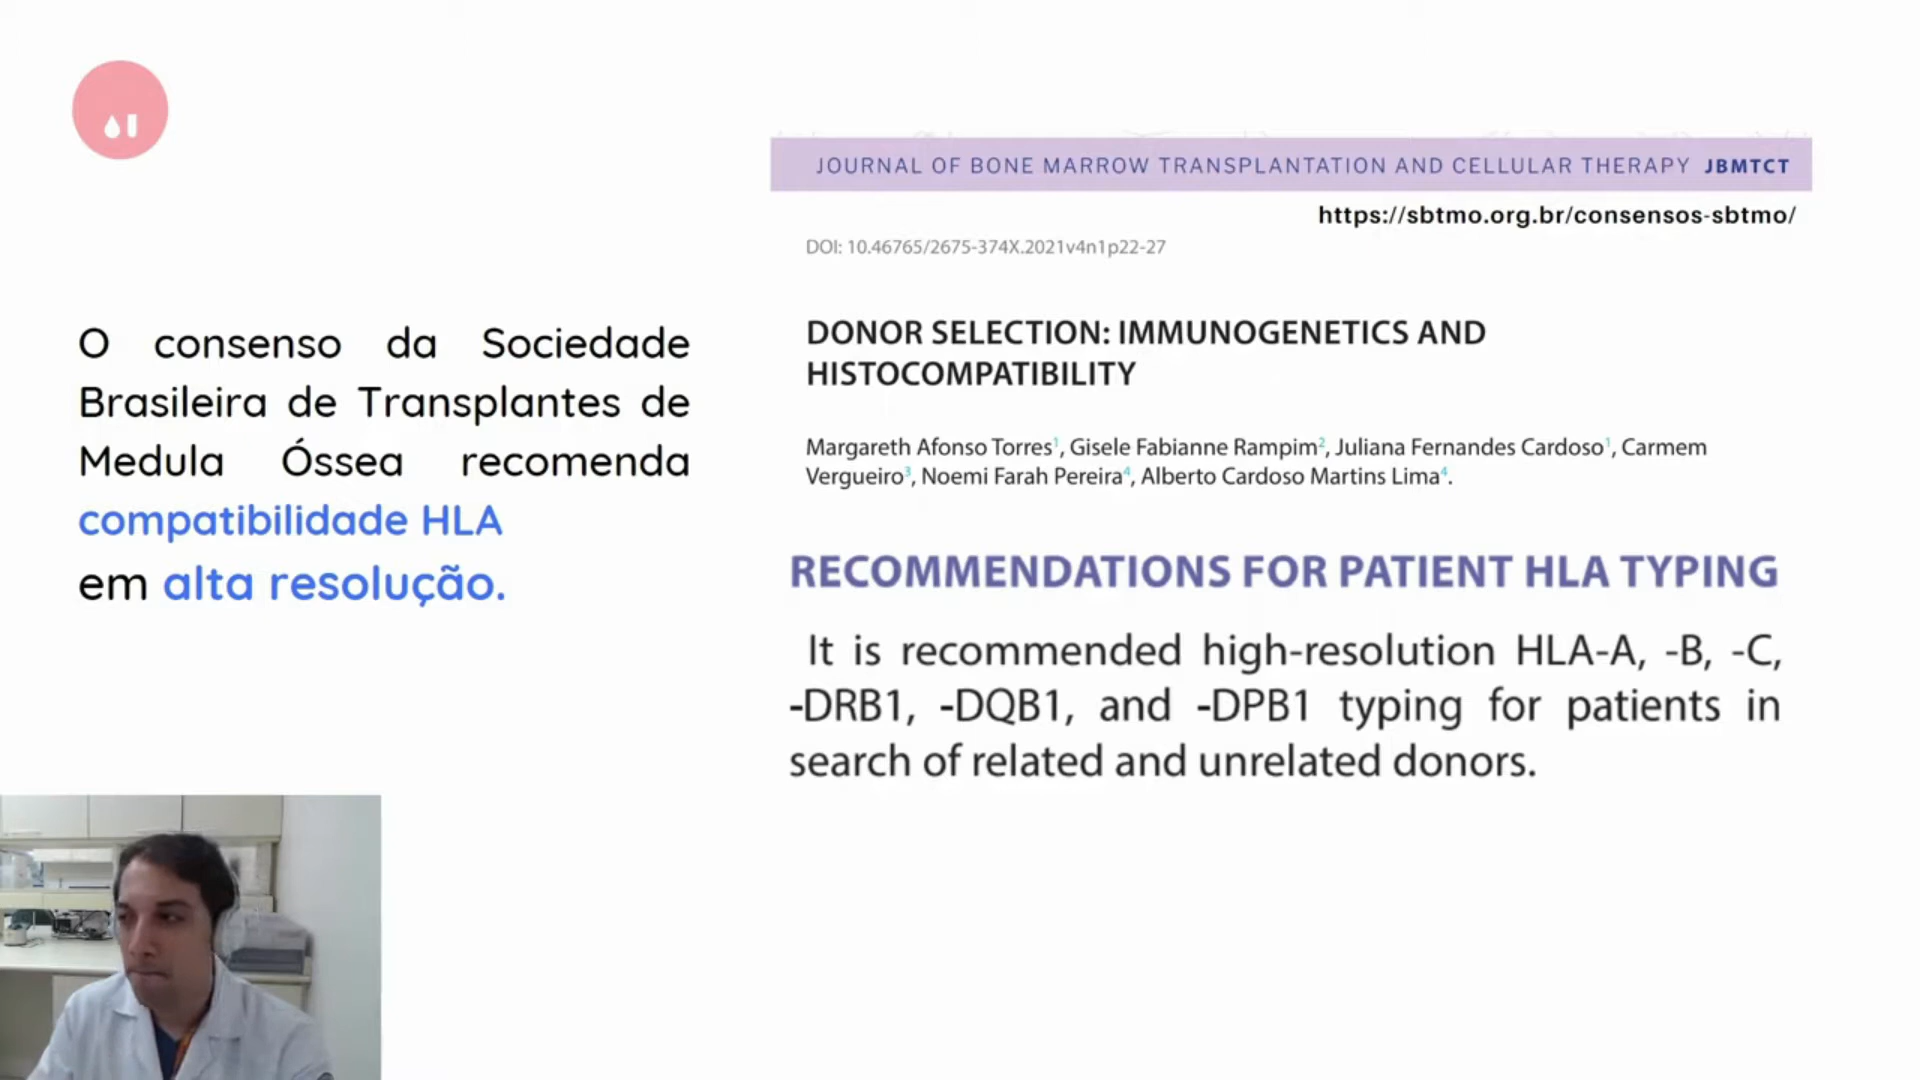 O consenso da Sociedade
Brasileira de Transplantes de
Medula Óssea recomenda
compatibilidade HLA
em alta resolução.
JOURNAL OF BONE MARROW TRANSPLANTATION AND CELLULAR THERAPY JBMTCT
https://sbtmo.org.br/consensos-sbtmo/
DOI: 10.46765/2675-374X.2021v4n1p22-27
DONOR SELECTION: IMMUNOGENETICS AND
HISTOCOMPATIBILITY
Margareth Afonso Torres¹, Gisele Fabianne Rampim², Juliana Fernandes Cardoso¹, Carmem
Vergueiro³, Noemi Farah Pereira⁴, Alberto Cardoso Martins Lima⁴.
RECOMMENDATIONS FOR PATIENT HLA TYPING
It is recommended high-resolution HLA-A, -B, -C,
-DRB1, -DQB1, and -DPB1 typing for patients in
search of related and unrelated donors.